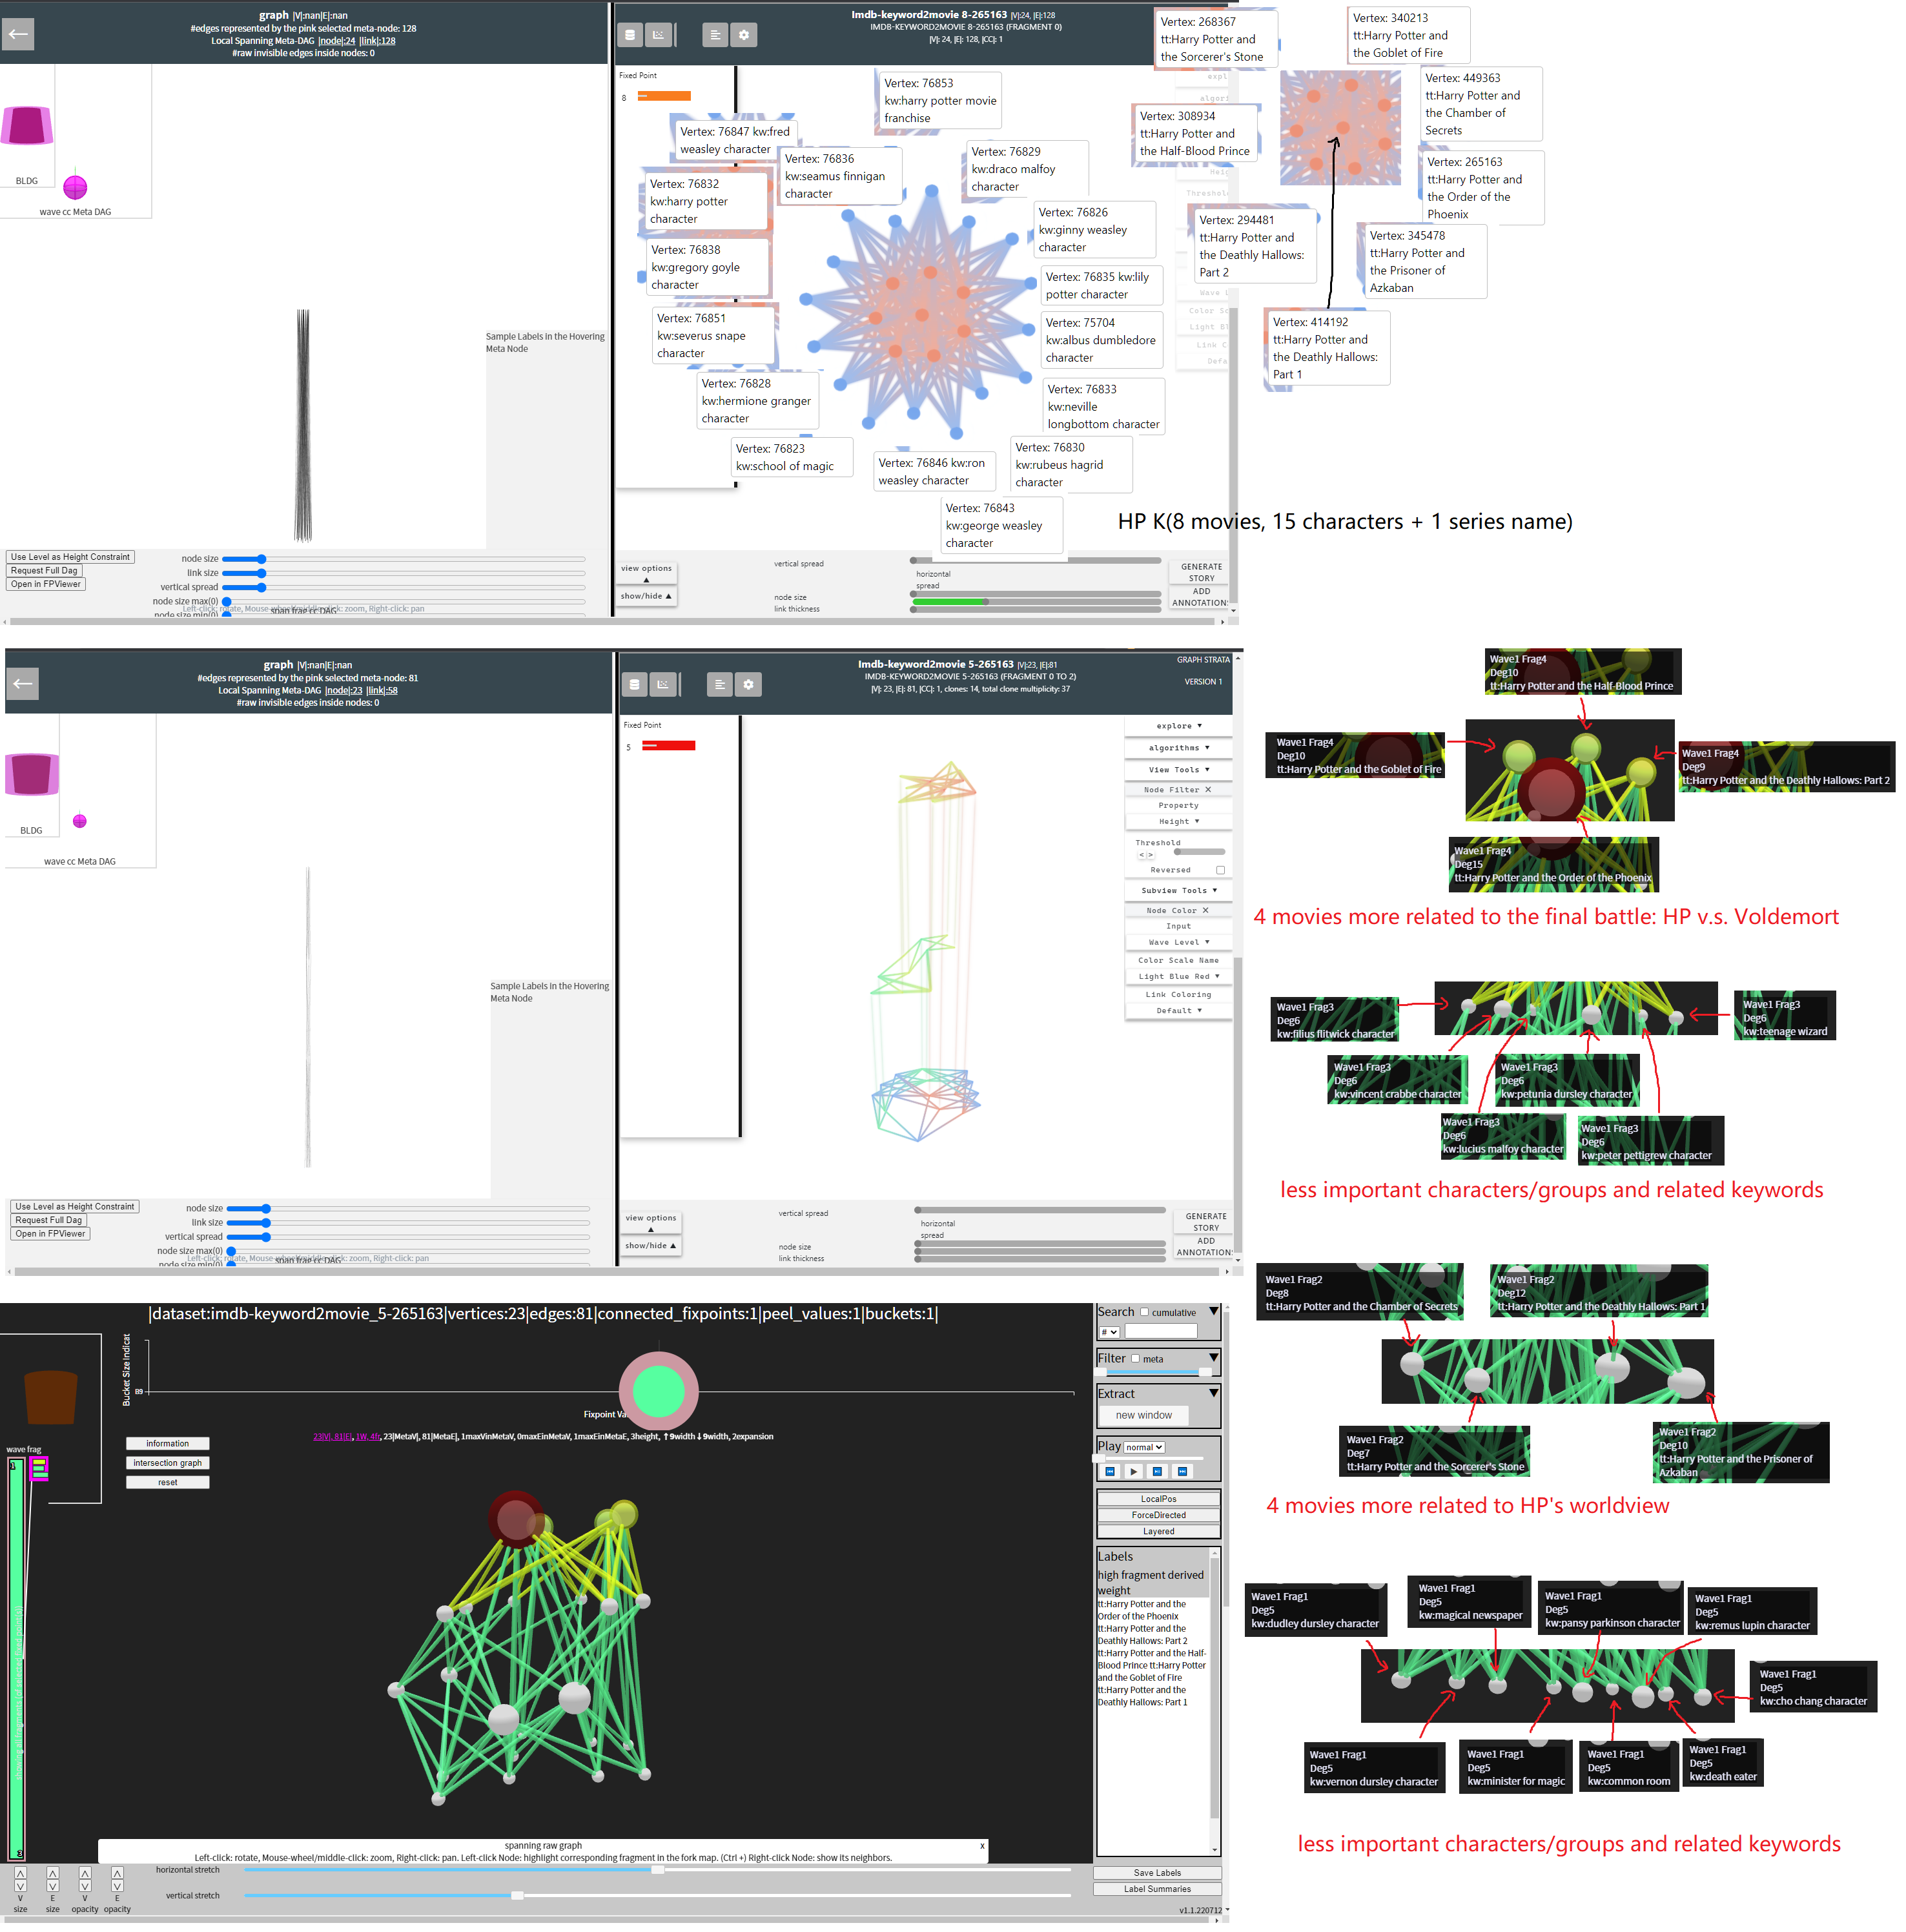 graph |V|:nan|E|:nan
#edges represented by the pink selected meta-node: 128
Local Spanning Meta-DAG |node|:24 |link|:128
#raw invisible edges inside nodes: 0
BLDG
wave cc Meta DAG
Sample Labels in the Hovering
Meta Node
Use Level as Height Constraint
Request Full Dag
Open in FPViewer
node size
link size
vertical spread
node size max(0)
Left-click: rotate, Mouse-wheel/middle-click: zoom, Right-click: pan
span frag cc DAG
node size min(0)
Imdb-keyword2movie 8-265163 |V|:24, |E|:128
IMDB-KEYWORD2MOVIE 8-265163 (FRAGMENT 0)
|V|: 24, |E|: 128, |CC|: 1
Fixed Point
8
Vertex: 76853
kw:harry potter movie
franchise
Vertex: 76847 kw:fred
weasley character
Vertex: 76836
kw:seamus finnigan
character
Vertex: 76829
kw:draco malfoy
character
Vertex: 76832
kw:harry potter
character
Vertex: 76826
kw:ginny weasley
character
Vertex: 76838
kw:gregory goyle
character
Vertex: 76835 kw:lily
potter character
Vertex: 76851
kw:severus snape
character
Vertex: 75704
kw:albus dumbledore
character
Vertex: 76828
kw:hermione granger
character
Vertex: 76833
kw:neville
longbottom character
Vertex: 76823
kw:school of magic
Vertex: 76846 kw:ron
weasley character
Vertex: 76830
kw:rubeus hagrid
character
Vertex: 76843
kw:george weasley
character
Vertex: 268367
tt:Harry Potter and
the Sorcerer's Stone
Vertex: 340213
tt:Harry Potter and
the Goblet of Fire
Vertex: 449363
tt:Harry Potter and
the Chamber of
Secrets
Vertex: 308934
tt:Harry Potter and
the Half-Blood Prince
Vertex: 265163
tt:Harry Potter and
the Order of the
Phoenix
Vertex: 294481
tt:Harry Potter and
the Deathly Hallows:
Part 2
Vertex: 345478
tt:Harry Potter and
the Prisoner of
Azkaban
Vertex: 414192
tt:Harry Potter and
the Deathly Hallows:
Part 1
HP K(8 movies, 15 characters + 1 series name)
view options
show/hide
vertical spread
horizontal
spread
node size
link thickness
GENERATE
STORY
ADD
ANNOTATION
graph |V|:nan|E|:nan
#edges represented by the pink selected meta-node: 81
Local Spanning Meta-DAG |node|:23 |link|:58
#raw invisible edges inside nodes: 0
BLDG
wave cc Meta DAG
Sample Labels in the Hovering
Meta Node
Use Level as Height Constraint
Request Full Dag
Open in FPViewer
node size
link size
vertical spread
node size max(0)
Left-click: rotate, Mouse-wheel/middle-click: zoom, Right-click: pan
span frag cc DAG
node size min(0)
Imdb-keyword2movie 5-265163 |V|:23, |E|:81
IMDB-KEYWORD2MOVIE 5-265163 (FRAGMENT 0 TO 2)
|V|: 23, |E|: 81, |CC|: 1, clones: 14, total clone multiplicity: 37
GRAPH STRATA
VERSION 1
Fixed Point
5
explore
algorithms
View Tools
Node Filter ✕
Property
Height
Threshold
< >
Reversed
Subview Tools
Node Color ✕
Input
Wave Level
Color Scale Name
Light Blue Red
Link Coloring
Default
view options
show/hide
vertical spread
horizontal
spread
node size
link thickness
GENERATE
STORY
ADD
ANNOTATION
Wave1 Frag4
Deg10
tt:Harry Potter and the Half-Blood Prince
Wave1 Frag4
Deg10
tt:Harry Potter and the Goblet of Fire
Wave1 Frag4
Deg9
tt:Harry Potter and the Deathly Hallows: Part 2
Wave1 Frag4
Deg15
tt:Harry Potter and the Order of the Phoenix
4 movies more related to the final battle: HP v.s. Voldemort
Wave1 Frag3
Deg6
kw:filius flitwick character
Wave1 Frag3
Deg6
kw:teenage wizard
Wave1 Frag3
Deg6
kw:vincent crabbe character
Wave1 Frag3
Deg6
kw:petunia dursley character
Wave1 Frag3
Deg6
kw:lucius malfoy character
Wave1 Frag3
Deg6
kw:peter pettigrew character
less important characters/groups and related keywords
Wave1 Frag2
Deg8
tt:Harry Potter and the Chamber of Secrets
Wave1 Frag2
Deg12
tt:Harry Potter and the Deathly Hallows: Part 1
Wave1 Frag2
Deg7
tt:Harry Potter and the Sorcerer's Stone
Wave1 Frag2
Deg10
tt:Harry Potter and the Prisoner of
Azkaban
4 movies more related to HP's worldview
Wave1 Frag1
Deg5
kw:dudley dursley character
Wave1 Frag1
Deg5
kw:magical newspaper
Wave1 Frag1
Deg5
kw:pansy parkinson character
Wave1 Frag1
Deg5
kw:remus lupin character
Wave1 Frag1
Deg5
kw:cho chang character
Wave1 Frag1
Deg5
kw:vernon dursley character
Wave1 Frag1
Deg5
kw:minister for magic
Wave1 Frag1
Deg5
kw:common room
Wave1 Frag1
Deg5
kw:death eater
less important characters/groups and related keywords
|dataset:imdb-keyword2movie_5-265163|vertices:23|edges:81|connected_fixpoints:1|peel_values:1|buckets:1|
Bucket Size Indicat
B9
Fixpoint Va
23|V|, 81|E|, 1W, 4fr, 23|MetaV|, 81|MetaE|, 1maxVinMetaV, 0maxEinMetaV, 1maxEinMetaE, 3height, ↑9width ↓9width, 2expansion
wave frag
information
intersection graph
reset
Search cumulative
#
Filter meta
Extract
new window
Play normal
LocalPos
ForceDirected
Layered
Labels
high fragment derived
weight
tt:Harry Potter and the
Order of the Phoenix
tt:Harry Potter and the
Deathly Hallows: Part 2
tt:Harry Potter and the Half-
Blood Prince tt:Harry Potter
and the Goblet of Fire
tt:Harry Potter and the
Deathly Hallows: Part 1
spanning raw graph
x
Left-click: rotate, Mouse-wheel/middle-click: zoom, Right-click: pan. Left-click Node: highlight corresponding fragment in the fork map. (Ctrl +) Right-click Node: show its neighbors.
V
size
E
size
V
opacity
E
opacity
horizontal stretch
vertical stretch
Save Labels
Label Summaries
v1.1.220712